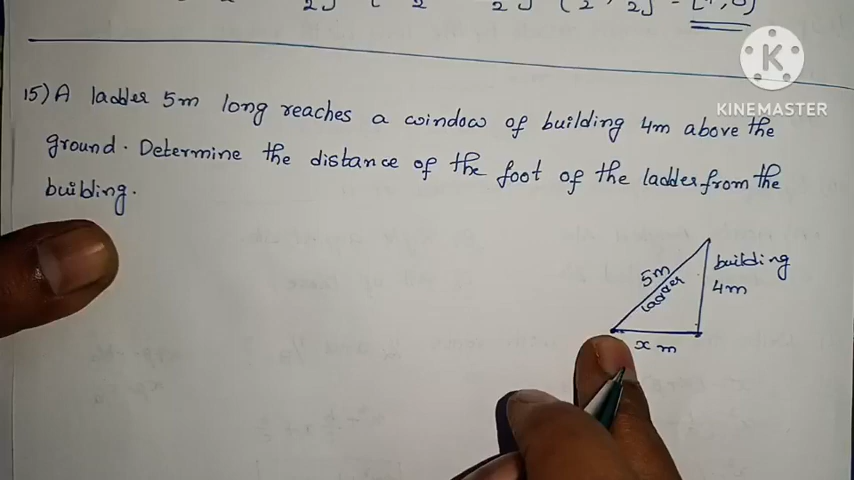 KINEMASTER
15) A ladder 5m long reaches a window of building 4m above the
ground. Determine the distance of the foot of the ladder from the
building.
5m
ladder
building
4m
x m